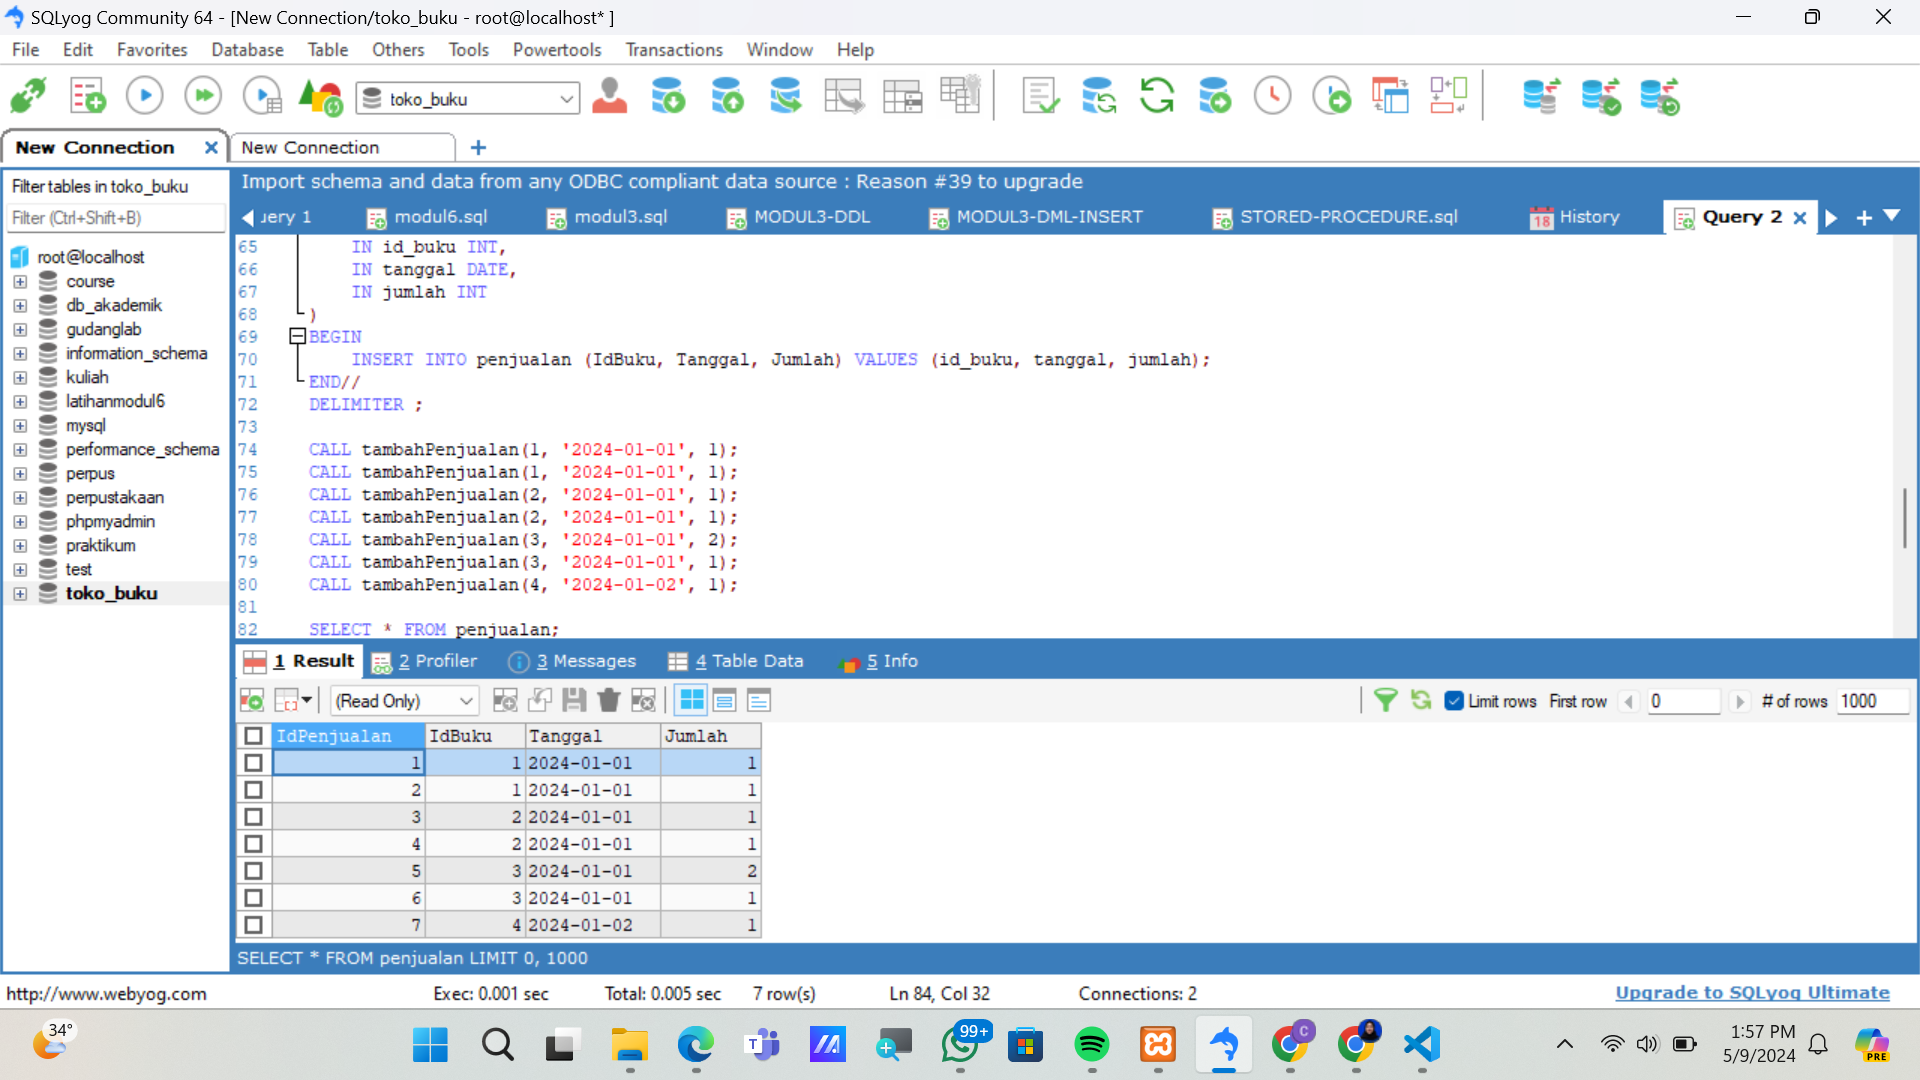 SQLyog Community 64 - [New Connection/toko_buku - root@localhost* ]
File Edit Favorites Database Table Others Tools Powertools Transactions Window Help
toko_buku
New Connection New Connection
Filter tables in toko_buku
Filter (Ctrl+Shift+B)
root@localhost
course
db_akademik
gudanglab
information_schema
kuliah
latihanmodul6
mysql
performance_schema
perpus
perpustakaan
phpmyadmin
praktikum
test
toko_buku
Import schema and data from any ODBC compliant data source : Reason #39 to upgrade
uery 1 modul6.sql modul3.sql MODUL3-DDL MODUL3-DML-INSERT STORED-PROCEDURE.sql 18 History Query 2
65 IN id_buku INT,
66 IN tanggal DATE,
67 IN jumlah INT
68 )
69 BEGIN
70 INSERT INTO penjualan (IdBuku, Tanggal, Jumlah) VALUES (id_buku, tanggal, jumlah);
71 END//
72 DELIMITER ;
73
74 CALL tambahPenjualan(1, '2024-01-01', 1);
75 CALL tambahPenjualan(1, '2024-01-01', 1);
76 CALL tambahPenjualan(2, '2024-01-01', 1);
77 CALL tambahPenjualan(2, '2024-01-01', 1);
78 CALL tambahPenjualan(3, '2024-01-01', 2);
79 CALL tambahPenjualan(3, '2024-01-01', 1);
80 CALL tambahPenjualan(4, '2024-01-02', 1);
81
82 SELECT * FROM penjualan;
1 Result 2 Profiler 3 Messages 4 Table Data 5 Info
(Read Only) Limit rows First row 0 # of rows 1000
IdPenjualan IdBuku Tanggal Jumlah
1 1 2024-01-01 1
2 1 2024-01-01 1
3 2 2024-01-01 1
4 2 2024-01-01 1
5 3 2024-01-01 2
6 3 2024-01-01 1
7 4 2024-01-02 1
SELECT * FROM penjualan LIMIT 0, 1000
http://www.webyog.com Exec: 0.001 sec Total: 0.005 sec 7 row(s) Ln 84, Col 32 Connections: 2 Upgrade to SQLyog Ultimate
34° 99+ C 1:57 PM
5/9/2024 PRE